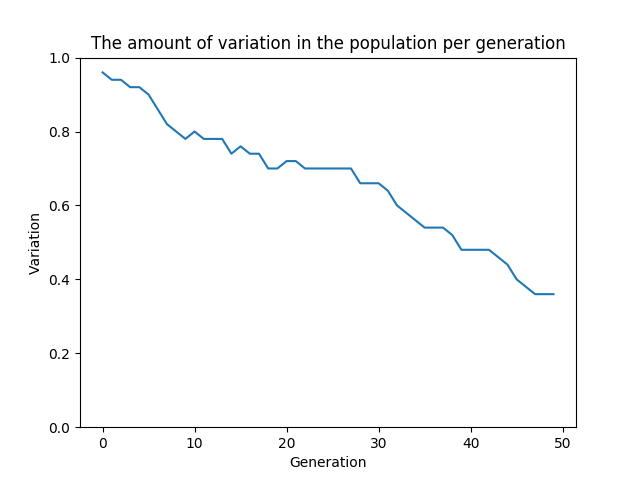 The amount of variation in the population per generation
1.0
0.8
0.6
0.4
0.2
0.0
Variation
0 10 20 30 40 50
Generation